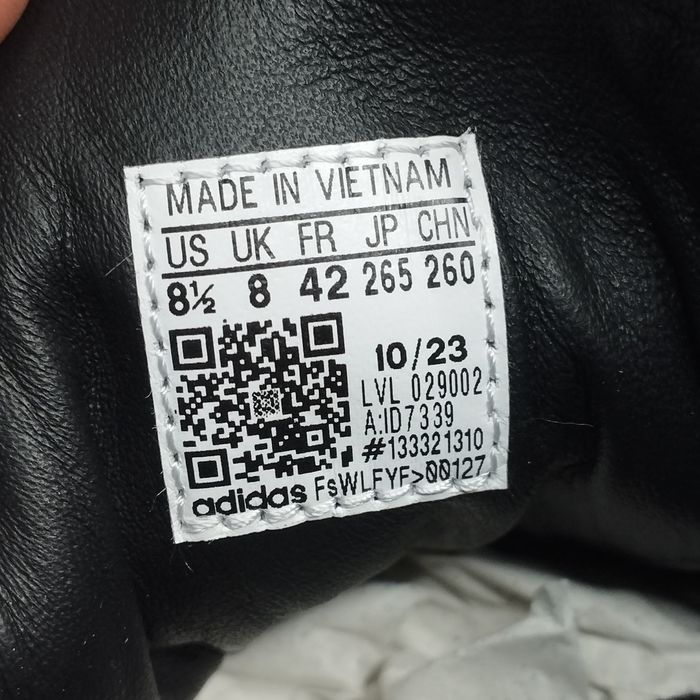 MADE IN VIETNAM
US UK FR JP CHN
8½ 8 42 265 260
10/23
LVL 029002
A:ID7339
#133321310
adidas FsWLFYF>00127